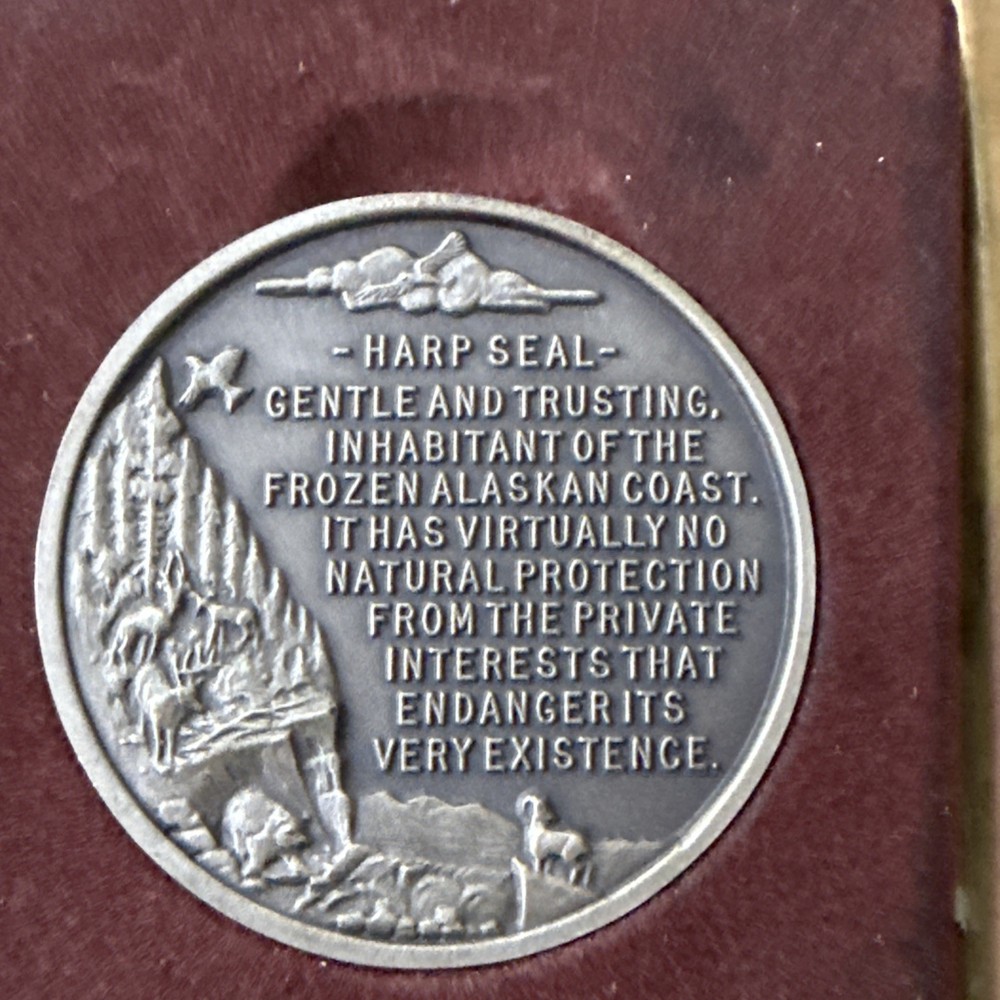 -HARP SEAL-
GENTLE AND TRUSTING,
INHABITANT OF THE
FROZEN ALASKAN COAST.
IT HAS VIRTUALLY NO
NATURAL PROTECTION
FROM THE PRIVATE
INTERESTS THAT
ENDANGER ITS
VERY EXISTENCE.